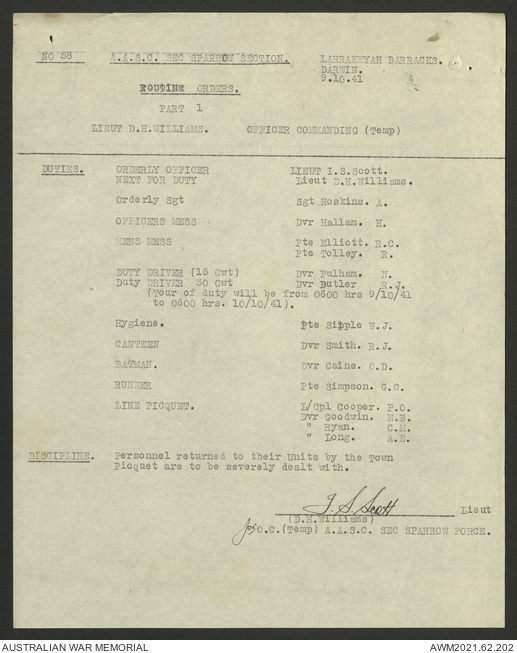 NO 58 A.A.S.C. SEC SPARROW SECTION. LARRAKEYAH BARRACKS.
DARWIN.
9.10.41
ROUTINE ORDERS.
PART 1
LIEUT D.H.WILLIAMS. OFFICER COMMANDING (Temp)
DUTIES. ORDERLY OFFICER LIEUT I.S.Scott.
NEXT FOR DUTY Lieut D.H.Williams.
Orderly Sgt Sgt Hoskins. A.
OFFICERS MESS Dvr Hallam. H.
MENS MESS Pte Elliott. R.C.
Pte Tolley. R.
DUTY DRIVER (15 Cwt) Dvr Pulham. N.
Duty DRIVER 30 Cwt Dvr Butler R.J.
(Tour of duty will be from 0600 hrs 9/10/41
to 0600 hrs. 10/10/41).
Hygiene. Pte Sipple W.J.
CANTEEN Dvr Smith. R.J.
BATMAN. Dvr Caine. C.D.
RUNNER Pte Simpson. G.C.
LINE PICQUET. L/Cpl Cooper. P.O.
Dvr Goodwin. M.B.
" Ryan. C.M.
" Long. A.E.
DISCIPLINE. Personnel returned to their Units by the Town
Picquet are to be severely dealt with.
I. S. Scott Lieut
(D.H.Williams)
for O.C.(Temp) A.A.S.C. SEC SPARROW FORCE.
AUSTRALIAN WAR MEMORIAL AWM2021.62.202